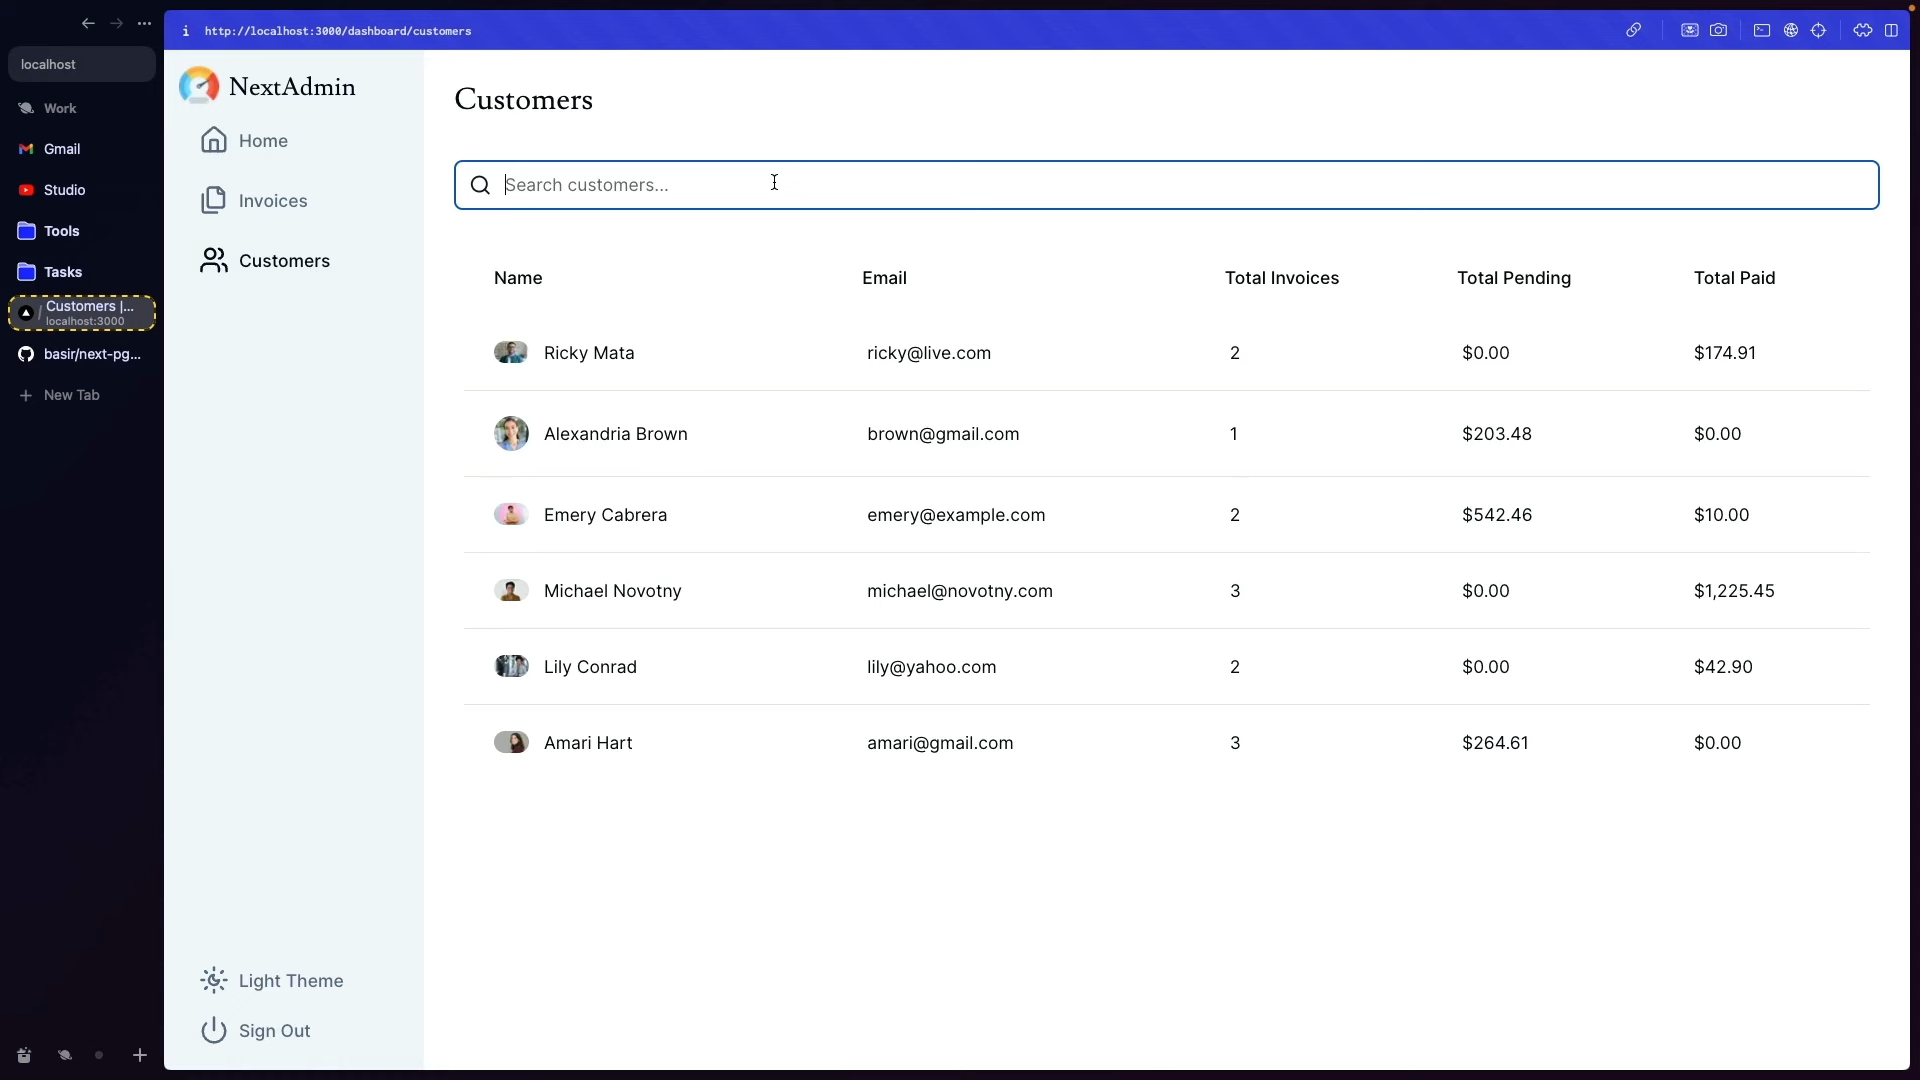 http://localhost:3000/dashboard/customers
localhost
Work
Gmail
Studio
Tools
Tasks
Customers |...
localhost:3000
basir/next-pg...
New Tab
NextAdmin
Home
Invoices
Customers
Light Theme
Sign Out
Customers
Search customers...
Name Email Total Invoices Total Pending Total Paid
Ricky Mata ricky@live.com 2 $0.00 $174.91
Alexandria Brown brown@gmail.com 1 $203.48 $0.00
Emery Cabrera emery@example.com 2 $542.46 $10.00
Michael Novotny michael@novotny.com 3 $0.00 $1,225.45
Lily Conrad lily@yahoo.com 2 $0.00 $42.90
Amari Hart amari@gmail.com 3 $264.61 $0.00